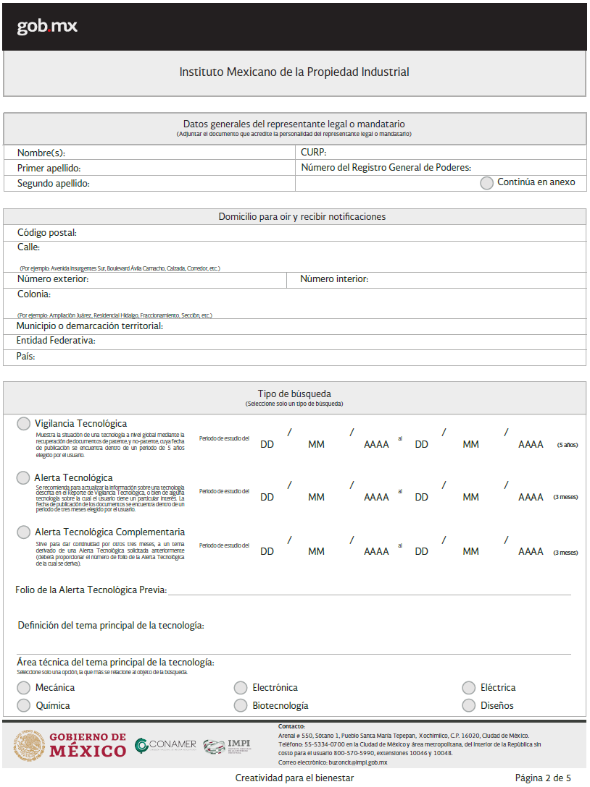 gob.mx
Instituto Mexicano de la Propiedad Industrial
Datos generales del representante legal o mandatario
(Adjuntar el documento que acredite la personalidad del representante legal o mandatario)
Nombre(s):
CURP:
Primer apellido:
Número del Registro General de Poderes:
Segundo apellido:
Continúa en anexo
Domicilio para oír y recibir notificaciones
Código postal:
Calle:
(Por ejemplo: Avenida Insurgentes Sur, Boulevard Ávila Camacho, Calzada, Corredor, etc.)
Número exterior:
Número interior:
Colonia:
(Por ejemplo: Ampliación Juárez, Residencial Hidalgo, Fraccionamiento, Sección, etc.)
Municipio o demarcación territorial:
Entidad Federativa:
País:
Tipo de búsqueda
(Seleccione sólo un tipo de búsqueda)
Vigilancia Tecnológica
Muestra la situación de una tecnología a nivel global mediante la
recuperación de documentos de patente y no-patente, cuya fecha
de publicación se encuentra dentro de un periodo de 5 años
elegido por el usuario.
Periodo de estudio del DD / MM / AAAA al DD / MM / AAAA (5 años)
Alerta Tecnológica
Se recomienda para actualizar la información sobre una tecnología
descrita en el Reporte de Vigilancia Tecnológica, o bien de alguna
tecnología sobre la cual el usuario tiene un particular interés. La
fecha de publicación de los documentos se encuentra dentro de un
periodo de tres meses elegido por el usuario.
Periodo de estudio del DD / MM / AAAA al DD / MM / AAAA (3 meses)
Alerta Tecnológica Complementaria
Sirve para dar continuidad por otros tres meses, a un tema
derivado de una Alerta Tecnológica solicitada anteriormente
(deberá proporcionar el número de folio de la Alerta Tecnológica
de la cual se deriva).
Periodo de estudio del DD / MM / AAAA al DD / MM / AAAA (3 meses)
Folio de la Alerta Tecnológica Previa:
Definición del tema principal de la tecnología:
Área técnica del tema principal de la tecnología:
Seleccione sólo una opción, la que más se relacione al objeto de la búsqueda.
Mecánica
Electrónica
Eléctrica
Química
Biotecnología
Diseños
GOBIERNO DE
MÉXICO
CONAMER
IMPI
Contacto:
Arenal # 550, Sótano 1, Pueblo Santa María Tepepan, Xochimilco, C.P. 16020, Ciudad de México.
Teléfono: 55-5334-0700 en la Ciudad de México y área metropolitana, del interior de la República sin
costo para el usuario 800-570-5990, extensiones 10046 y 10048.
Correo electrónico: buzonctt@impi.gob.mx
Creatividad para el bienestar
Página 2 de 5